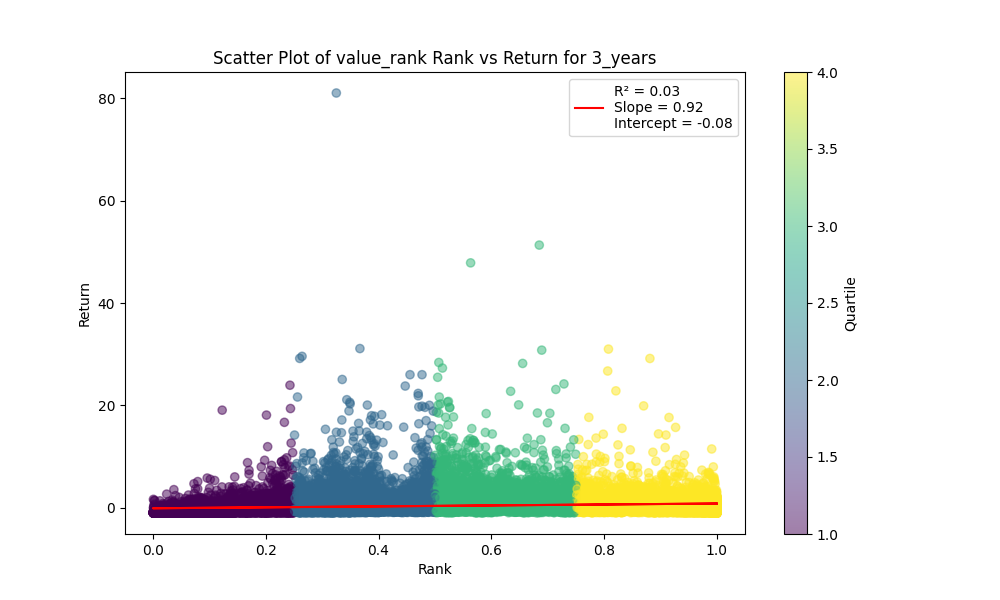 Scatter Plot of value_rank Rank vs Return for 3_years
R² = 0.03
Slope = 0.92
Intercept = -0.08
80
60
40
20
0
Return
0.0
0.2
0.4
0.6
0.8
1.0
Rank
4.0
3.5
3.0
2.5
2.0
1.5
1.0
Quartile